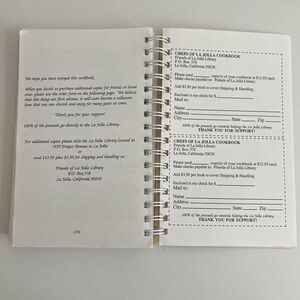 We hope you have enjoyed this cookbook.
When you decide to purchase additional copies for friends or loved
ones, please use the order form on the following page. We believe
that this being our first edition, it will soon become a collectors
item that you can cherish and enjoy for many years to come.
Thank you for your support!
100% of the proceeds go directly to the La Jolla Library.
For additional copies please visit the La Jolla Library located at
7555 Draper Avenue in La Jolla
or
send $12.95 plus $3.50 for shipping and handling to:
Friends of La Jolla Library
P.O. Box 578
La Jolla, California 92038
CHEFS OF LA JOLLA COOKBOOK
Friends of La Jolla Library
P.O. Box 578
La Jolla, California 92038
Please send ______ copy(s) of your cookbook at $12.95 each
Make checks payable to: Friends of La Jolla Library
Add $3.50 per book to cover Shipping & Handling
Enclosed is my check for $
Mail to:
Name
Address
City State Zip
100% of the proceeds go towards helping the La Jolla Library.
THANK YOU FOR SUPPORT!
CHEFS OF LA JOLLA COOKBOOK
Friends of La Jolla Library
P.O. Box 578
La Jolla, California 92038
Please send ______ copy(s) of your cookbook at $12.95 each
Make checks payable to: Friends of La Jolla Library
Add $3.50 per book to cover Shipping & Handling
Enclosed is my check for $
Mail to:
Name
Address
City State Zip
100% of the proceeds go towards helping the La Jolla Library.
THANK YOU FOR SUPPORT!